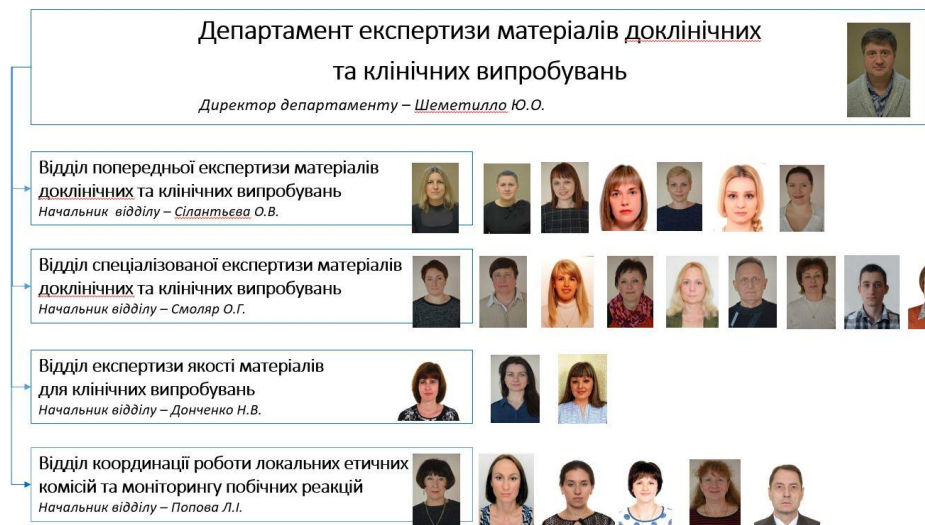 Департамент експертизи матеріалів доклінічних
та клінічних випробувань
Директор департаменту – Шеметилло Ю.О.
Відділ попередньої експертизи матеріалів
доклінічних та клінічних випробувань
Начальник відділу – Сілантьєва О.В.
Відділ спеціалізованої експертизи матеріалів
доклінічних та клінічних випробувань
Начальник відділу – Смоляр О.Г.
Відділ експертизи якості матеріалів
для клінічних випробувань
Начальник відділу – Донченко Н.В.
Відділ координації роботи локальних етичних
комісій та моніторингу побічних реакцій
Начальник відділу – Попова Л.І.